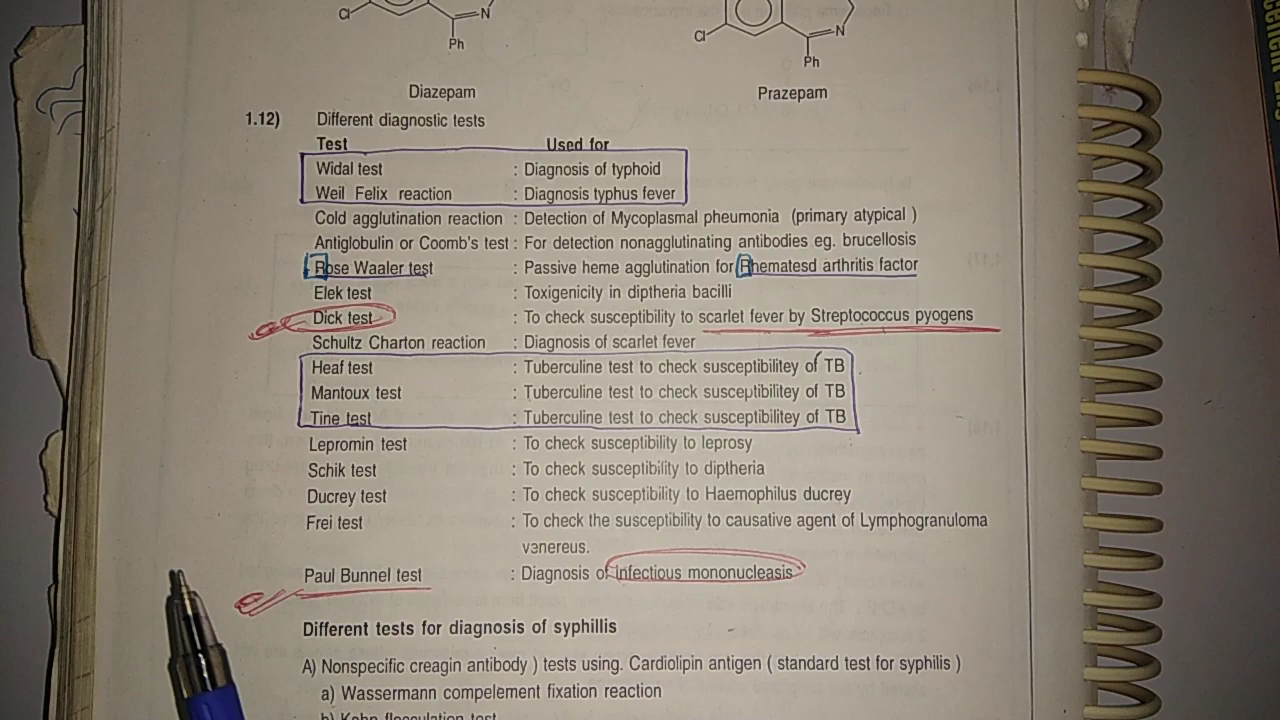 Cl
N
Ph
Cl
N
Ph
Diazepam
Prazepam
1.12) Different diagnostic tests
Test Used for
Widal test : Diagnosis of typhoid
Weil Felix reaction : Diagnosis typhus fever
Cold agglutination reaction : Detection of Mycoplasmal pheumonia (primary atypical )
Antiglobulin or Coomb's test : For detection nonagglutinating antibodies eg. brucellosis
Rose Waaler test : Passive heme agglutination for Rhematesd arthritis factor
Elek test : Toxigenicity in diptheria bacilli
Dick test : To check susceptibility to scarlet fever by Streptococcus pyogens
Schultz Charton reaction : Diagnosis of scarlet fever
Heaf test : Tuberculine test to check susceptibilitey of TB
Mantoux test : Tuberculine test to check susceptibilitey of TB
Tine test : Tuberculine test to check susceptibilitey of TB
Lepromin test : To check susceptibility to leprosy
Schik test : To check susceptibility to diptheria
Ducrey test : To check susceptibility to Haemophilus ducrey
Frei test : To check the susceptibility to causative agent of Lymphogranuloma
venereus.
Paul Bunnel test : Diagnosis of Infectious mononucleasis
Different tests for diagnosis of syphillis
A) Nonspecific creagin antibody ) tests using. Cardiolipin antigen ( standard test for syphilis )
a) Wassermann compelement fixation reaction
b) Kahn flocculation test